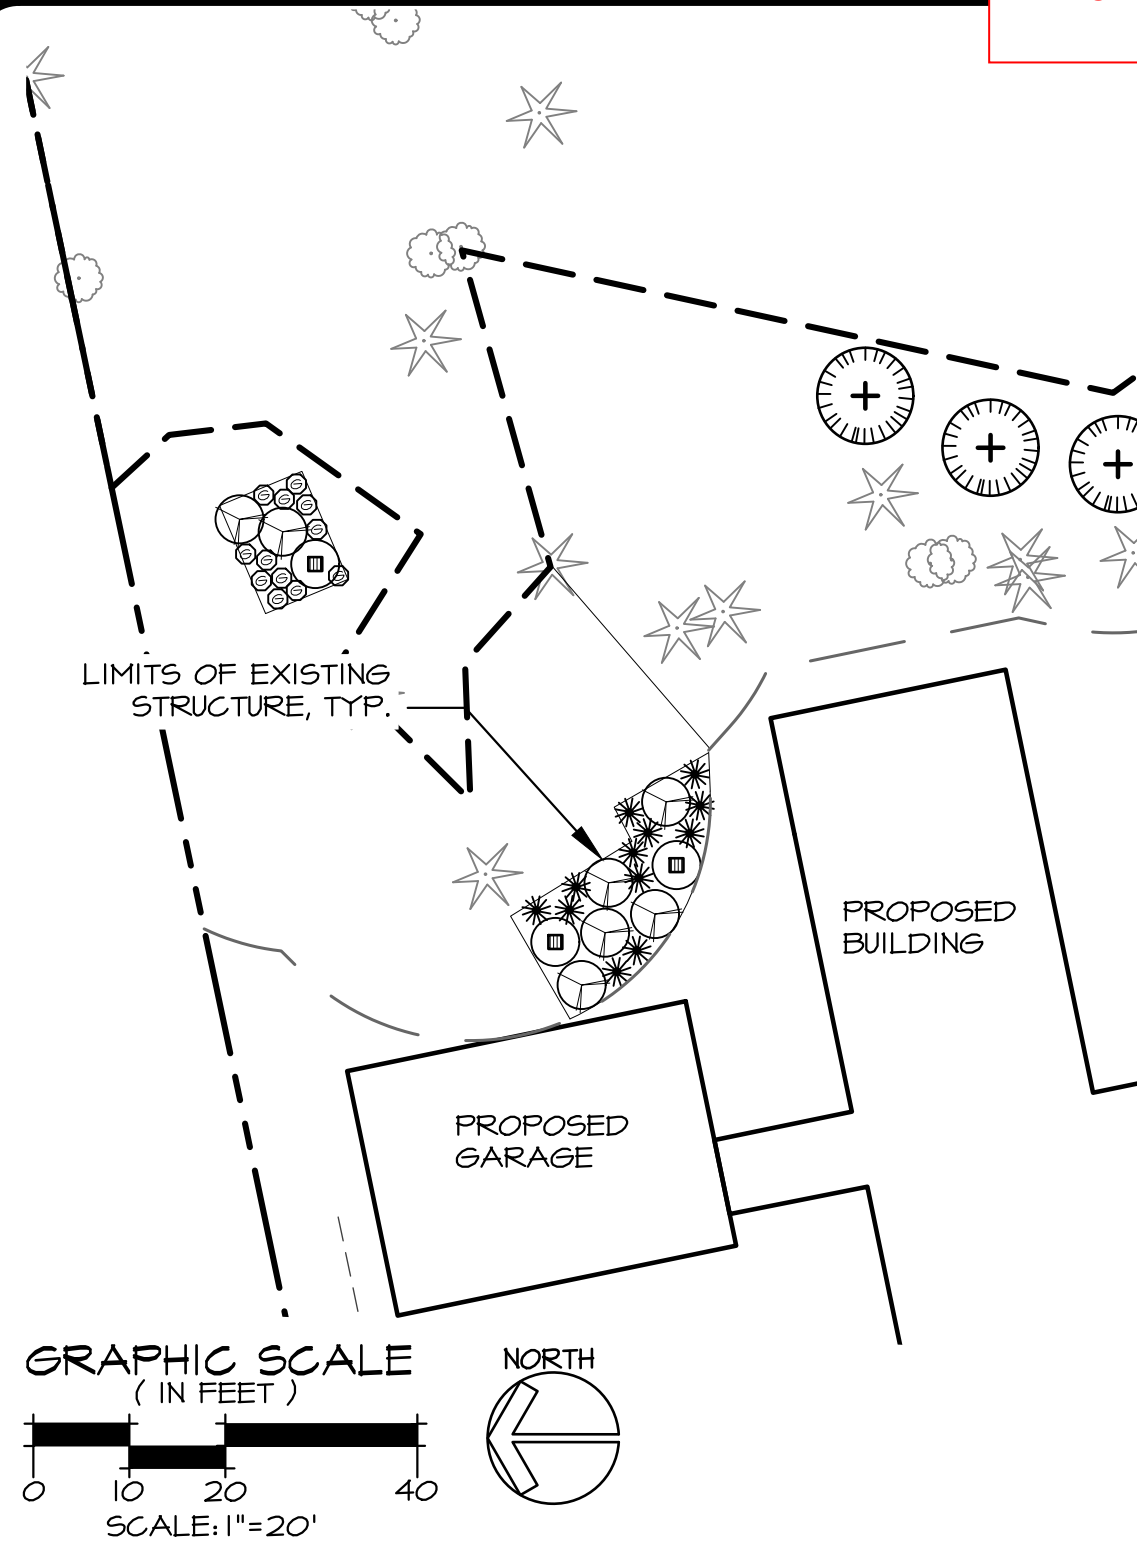 LIMITS OF EXISTING
STRUCTURE, TYP.
PROPOSED
BUILDING
PROPOSED
GARAGE
GRAPHIC SCALE
( IN FEET )
NORTH
0 10 20 40
SCALE: 1"=20'